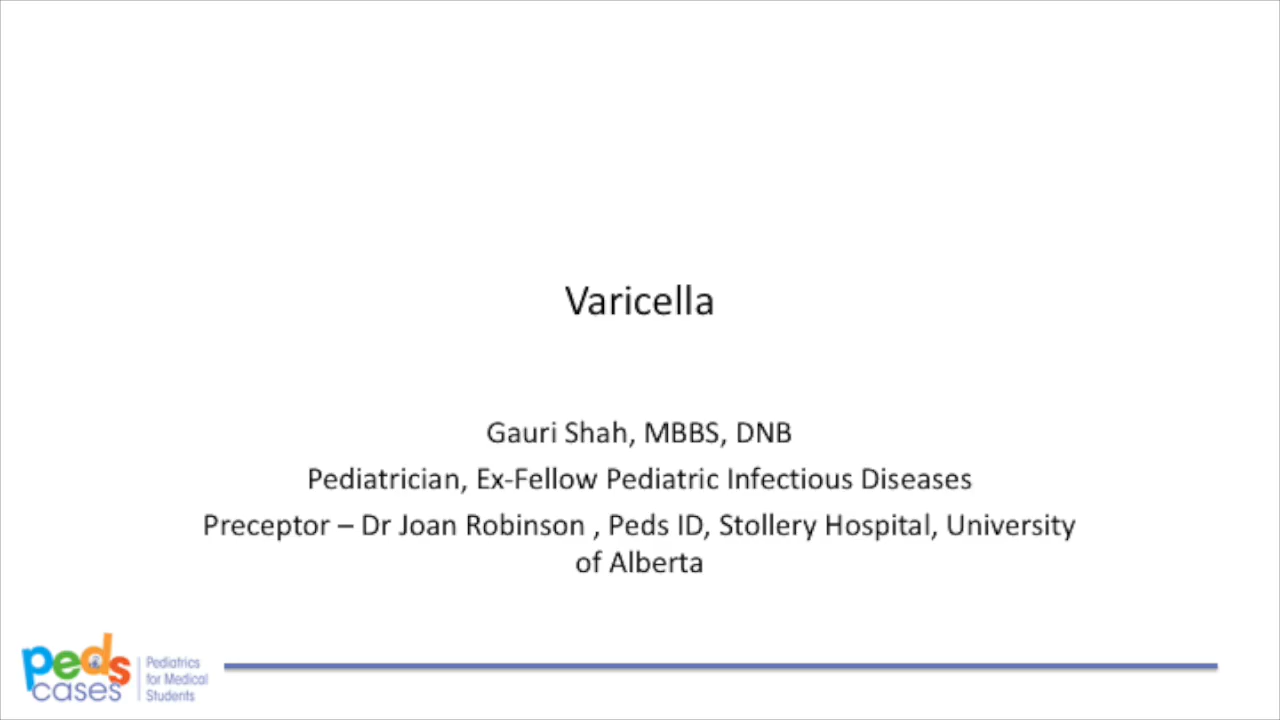 Varicella
Gauri Shah, MBBS, DNB
Pediatrician, Ex-Fellow Pediatric Infectious Diseases
Preceptor – Dr Joan Robinson , Peds ID, Stollery Hospital, University
of Alberta
peds
cases
Pediatrics
for Medical
Students